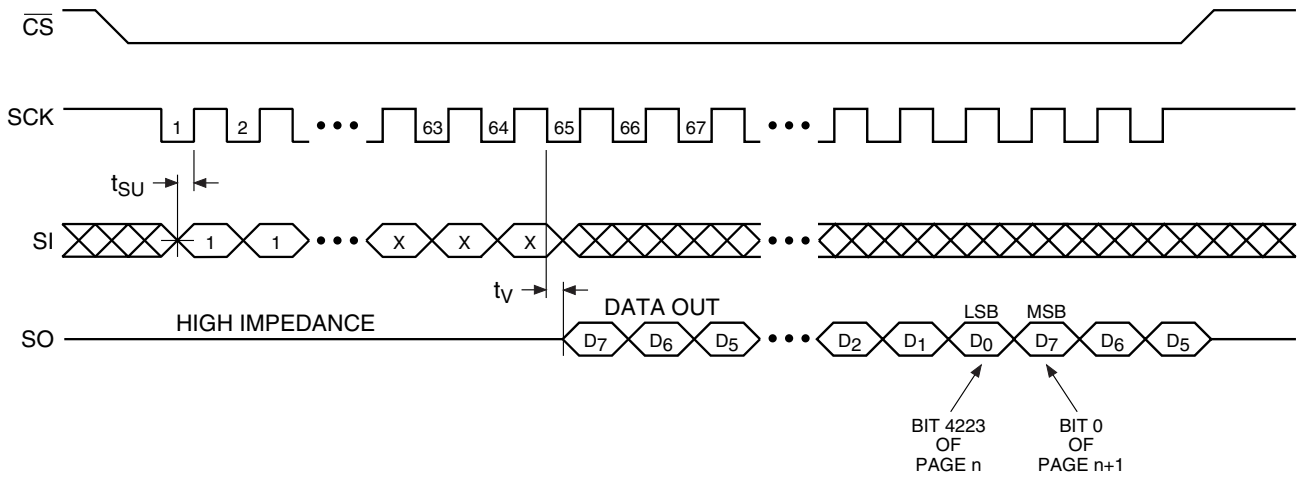 CS
SCK 1 2 ••• 63 64 65 66 67 •••
tSU
SI 1 1 ••• X X X •••
tV
HIGH IMPEDANCE DATA OUT LSB MSB
SO D7 D6 D5 ••• D2 D1 D0 D7 D6 D5
BIT 4223 OF PAGE n
BIT 0 OF PAGE n+1